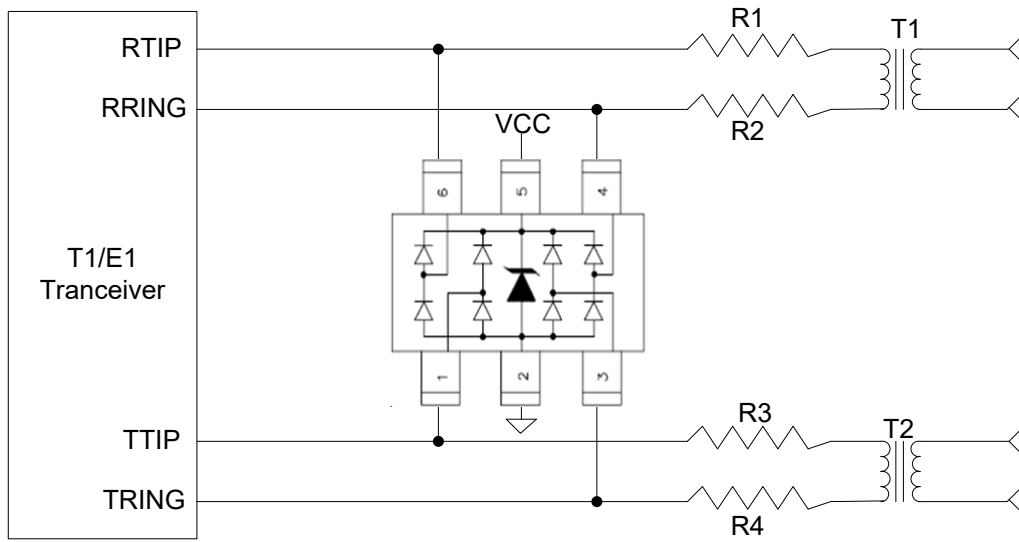 R1
T1
RTIP
RRING
R2
VCC
6
5
4
T1/E1
Tranceiver
1
2
3
R3
T2
TTIP
TRING
R4